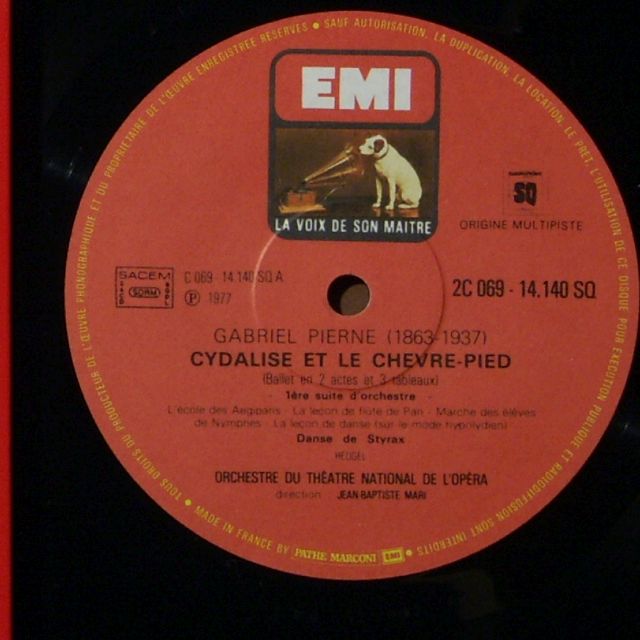 TOUS DROITS DU PRODUCTEUR DE L'ŒUVRE PHONOGRAPHIQUE ET DU PROPRIETAIRE DE L'ŒUVRE ENREGISTREE RESERVES • SAUF AUTORISATION, LA DUPLICATION, LA LOCATION, LE PRET, L'UTILISATION DE CE DISQUE POUR EXECUTION PUBLIQUE ET RADIODIFFUSION SONT INTERDITS •
EMI
LA VOIX DE SON MAITRE
SQ
ORIGINE MULTIPISTE
SACEM
SDRM
C 069 - 14.140 SQ A
Ⓟ 1977
2C 069 - 14.140 SQ
GABRIEL PIERNE (1863-1937)
CYDALISE ET LE CHEVRE-PIED
(Ballet en 2 actes et 3 tableaux)
- 1ère suite d'orchestre -
L'école des Aegipans - La leçon de flûte de Pan - Marche des élèves
de Nymphes - La leçon de danse (sur le mode hypolydien)
Danse de Styrax
HEUGEL
ORCHESTRE DU THÉATRE NATIONAL DE L'OPÉRA
direction JEAN-BAPTISTE MARI
• MADE IN FRANCE BY PATHE MARCONI EMI